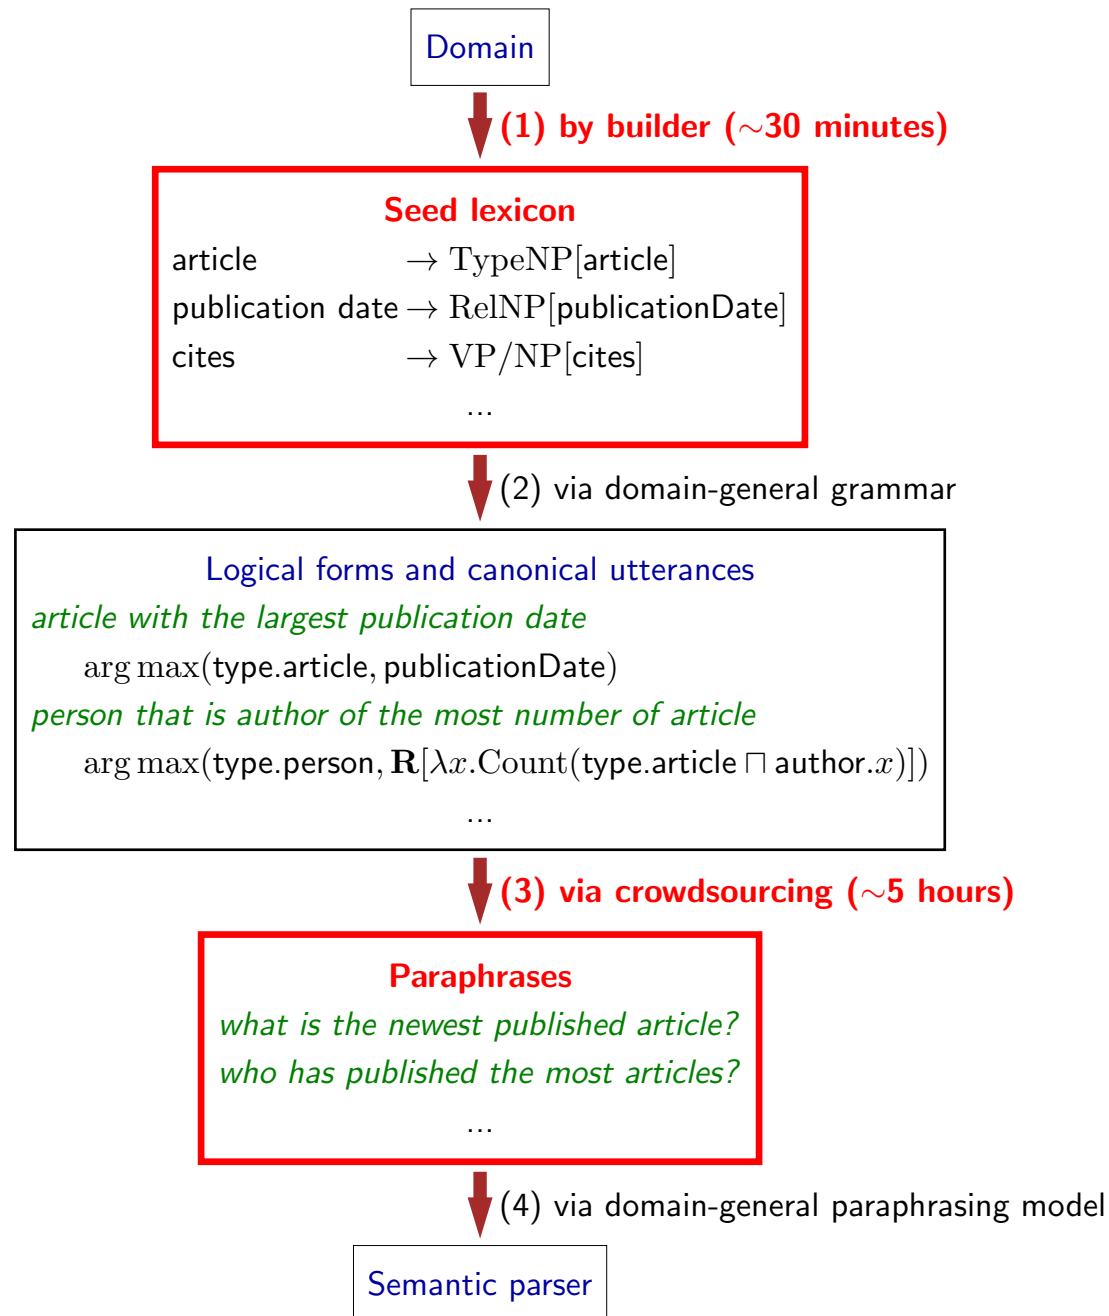 Domain
(1) by builder (∼30 minutes)
Seed lexicon
article → TypeNP[article]
publication date → RelNP[publicationDate]
cites → VP/NP[cites]
...
(2) via domain-general grammar
Logical forms and canonical utterances
article with the largest publication date
arg max(type.article, publicationDate)
person that is author of the most number of article
arg max(type.person, R[λx.Count(type.article ⊓ author.x)])
...
(3) via crowdsourcing (∼5 hours)
Paraphrases
what is the newest published article?
who has published the most articles?
...
(4) via domain-general paraphrasing model
Semantic parser